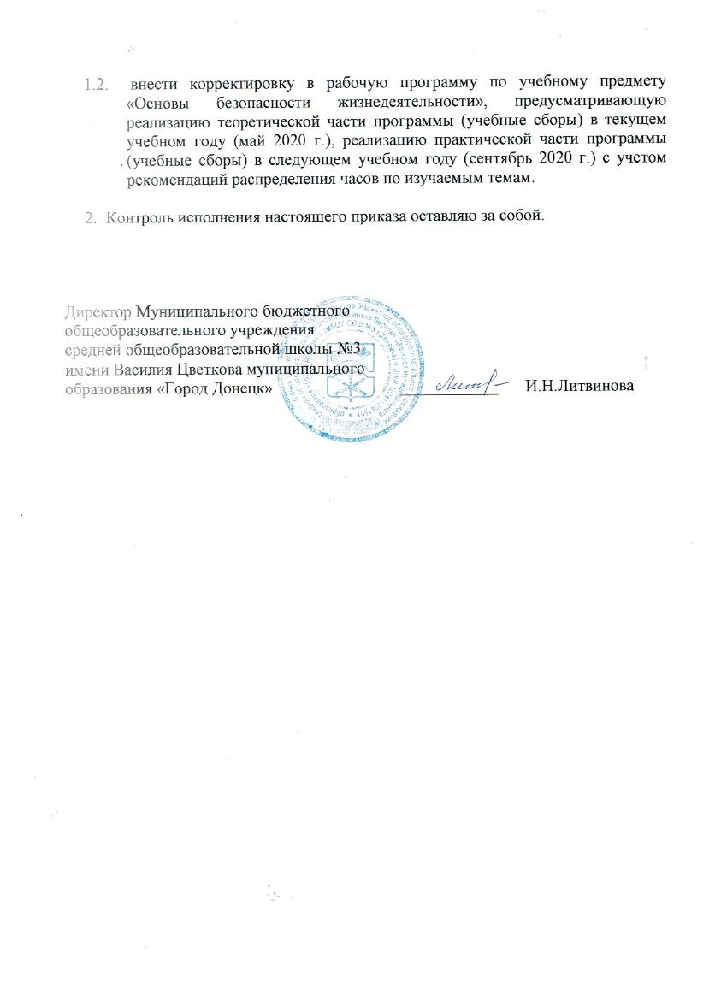 1.2. внести корректировку в рабочую программу по учебному предмету
«Основы безопасности жизнедеятельности», предусматривающую
реализацию теоретической части программы (учебные сборы) в текущем
учебном году (май 2020 г.), реализацию практической части программы
(учебные сборы) в следующем учебном году (сентябрь 2020 г.) с учетом
рекомендаций распределения часов по изучаемым темам.
2. Контроль исполнения настоящего приказа оставляю за собой.
Директор Муниципального бюджетного
общеобразовательного учреждения
средней общеобразовательной школы №3
имени Василия Цветкова муниципального
образования «Город Донецк» И.Н.Литвинова